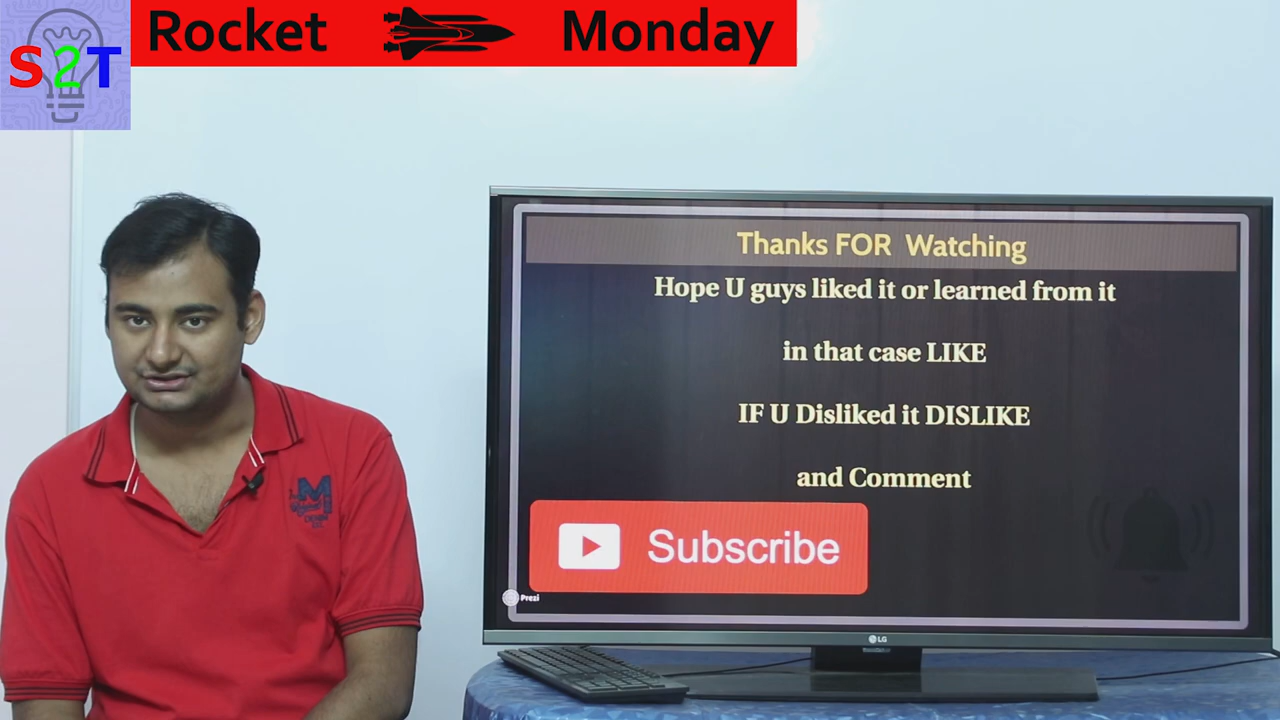 Rocket Monday
S2T
Thanks FOR Watching
Hope U guys liked it or learned from it
in that case LIKE
IF U Disliked it DISLIKE
and Comment
Subscribe
Prezi
LG
M